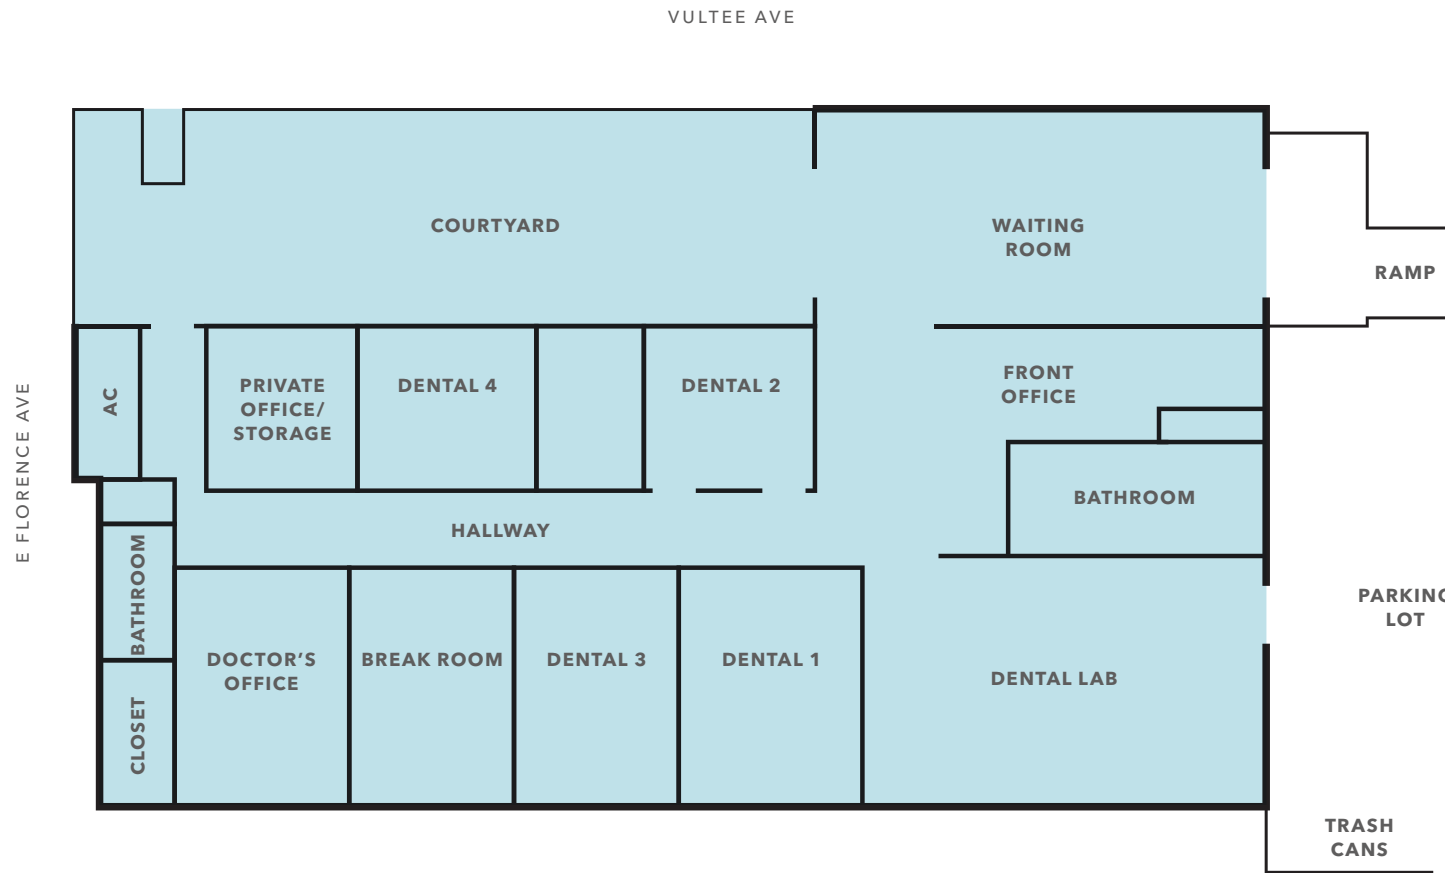 VULTEE AVE
COURTYARD
WAITING
ROOM
RAMP
E FLORENCE AVE
AC
PRIVATE
OFFICE/
STORAGE
DENTAL 4
DENTAL 2
FRONT
OFFICE
BATHROOM
HALLWAY
BATHROOM
CLOSET
DOCTOR'S
OFFICE
BREAK ROOM
DENTAL 3
DENTAL 1
DENTAL LAB
PARKING
LOT
TRASH
CANS